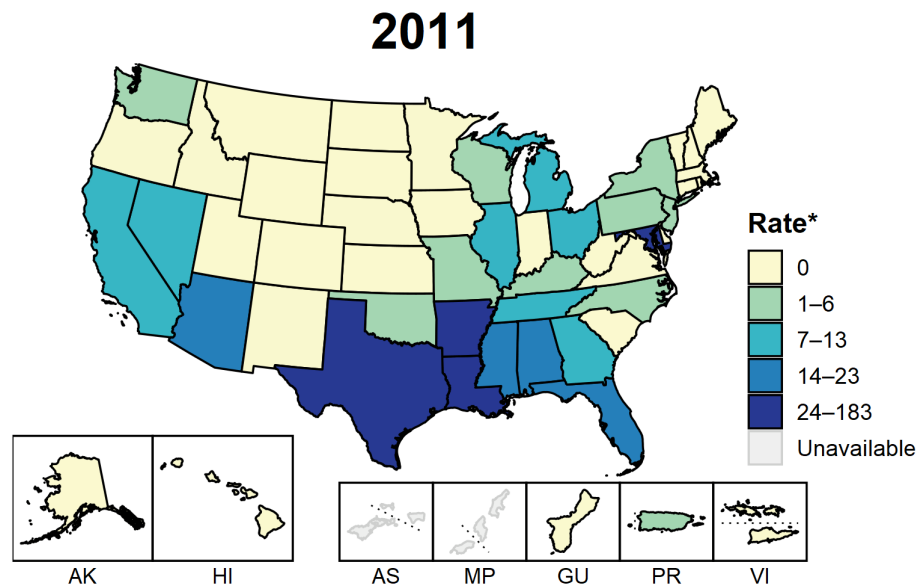 2011
Rate*
0
1–6
7–13
14–23
24–183
Unavailable
AK
HI
AS
MP
GU
PR
VI